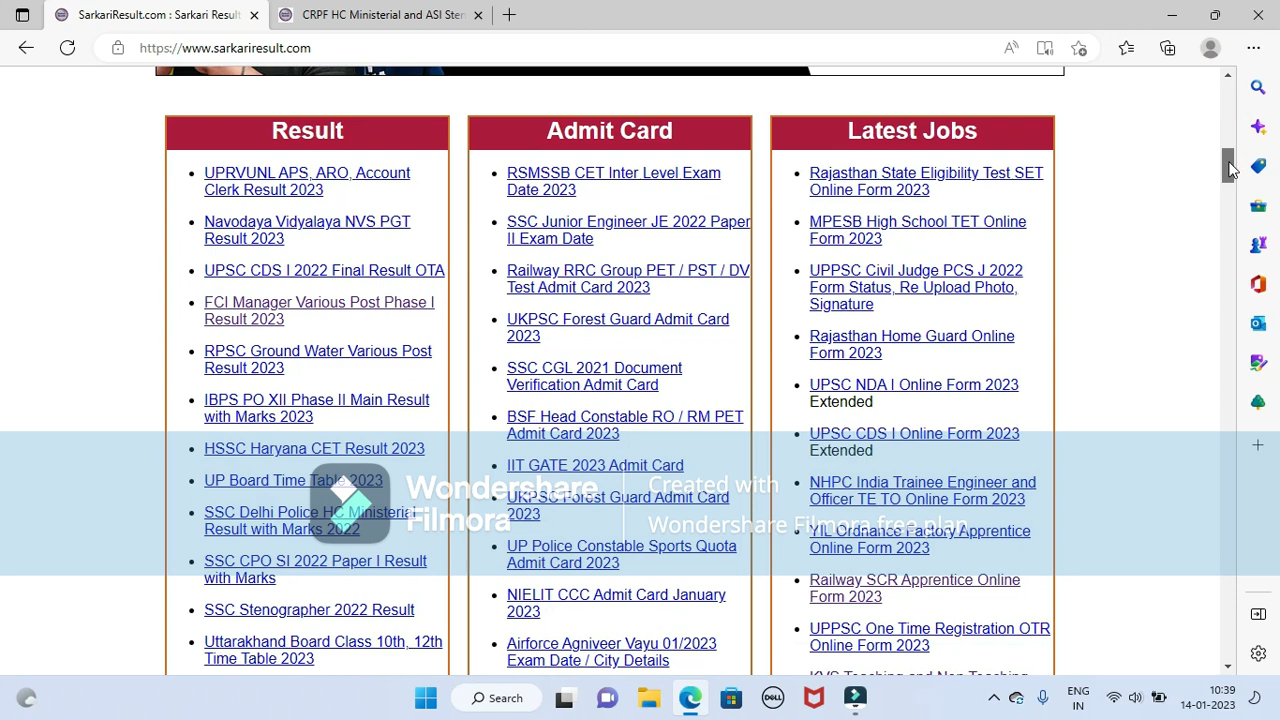 SarkariResult.com : Sarkari Result
CRPF HC Ministerial and ASI Sten
https://www.sarkariresult.com
Result
UPRVUNL APS, ARO, Account
Clerk Result 2023
Navodaya Vidyalaya NVS PGT
Result 2023
UPSC CDS I 2022 Final Result OTA
FCI Manager Various Post Phase I
Result 2023
RPSC Ground Water Various Post
Result 2023
IBPS PO XII Phase II Main Result
with Marks 2023
HSSC Haryana CET Result 2023
UP Board Time Table 2023
SSC Delhi Police HC Ministerial
Result with Marks 2022
SSC CPO SI 2022 Paper I Result
with Marks
SSC Stenographer 2022 Result
Uttarakhand Board Class 10th, 12th
Time Table 2023
Admit Card
RSMSSB CET Inter Level Exam
Date 2023
SSC Junior Engineer JE 2022 Paper
II Exam Date
Railway RRC Group PET / PST / DV
Test Admit Card 2023
UKPSC Forest Guard Admit Card
2023
SSC CGL 2021 Document
Verification Admit Card
BSF Head Constable RO / RM PET
Admit Card 2023
IIT GATE 2023 Admit Card
UKPSC Forest Guard Admit Card
2023
UP Police Constable Sports Quota
Admit Card 2023
NIELIT CCC Admit Card January
2023
Airforce Agniveer Vayu 01/2023
Exam Date / City Details
Latest Jobs
Rajasthan State Eligibility Test SET
Online Form 2023
MPESB High School TET Online
Form 2023
UPPSC Civil Judge PCS J 2022
Form Status, Re Upload Photo,
Signature
Rajasthan Home Guard Online
Form 2023
UPSC NDA I Online Form 2023
Extended
UPSC CDS I Online Form 2023
Extended
NHPC India Trainee Engineer and
Officer TE TO Online Form 2023
YIL Ordnance Factory Apprentice
Online Form 2023
Railway SCR Apprentice Online
Form 2023
UPPSC One Time Registration OTR
Online Form 2023
KVS Teaching and Non Teaching
Wondershare
Filmora
Created with
Wondershare Filmora free plan
Search
DELL
ENG
IN
10:39
14-01-2023